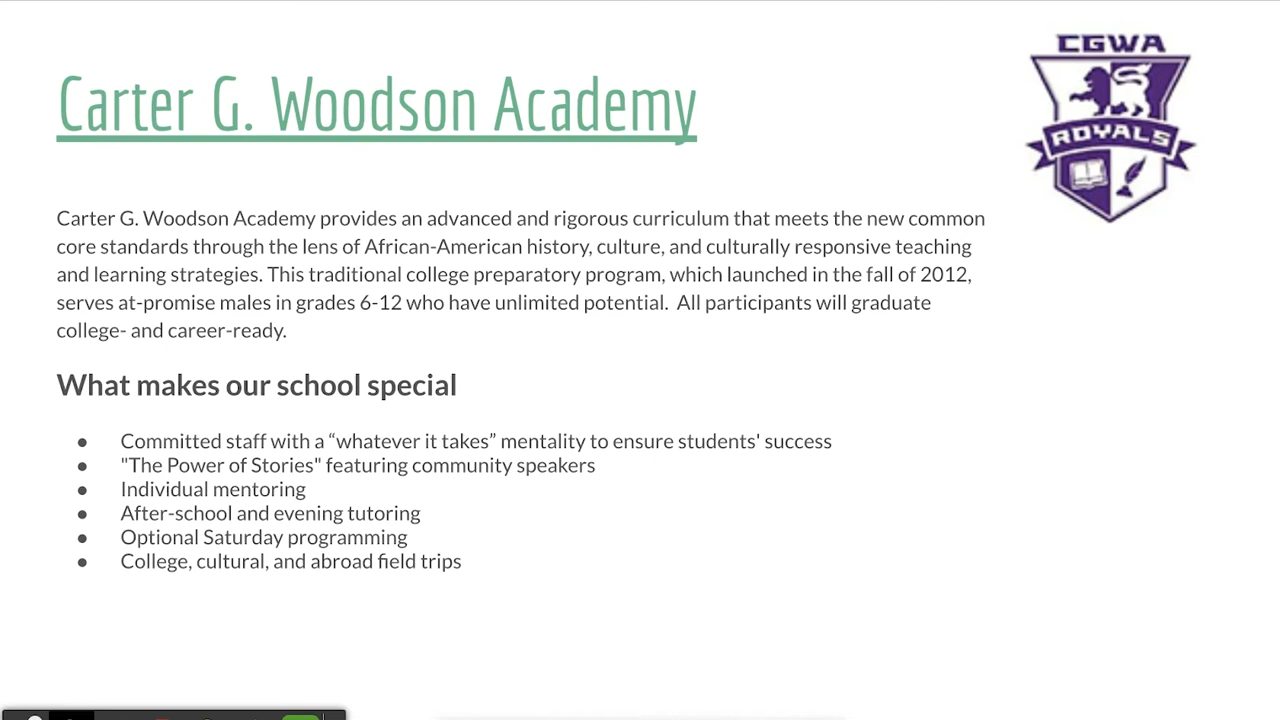 CGWA
ROYALS
Carter G. Woodson Academy
Carter G. Woodson Academy provides an advanced and rigorous curriculum that meets the new common
core standards through the lens of African-American history, culture, and culturally responsive teaching
and learning strategies. This traditional college preparatory program, which launched in the fall of 2012,
serves at-promise males in grades 6-12 who have unlimited potential.  All participants will graduate
college- and career-ready.
What makes our school special
● Committed staff with a “whatever it takes” mentality to ensure students' success
● "The Power of Stories" featuring community speakers
● Individual mentoring
● After-school and evening tutoring
● Optional Saturday programming
● College, cultural, and abroad field trips